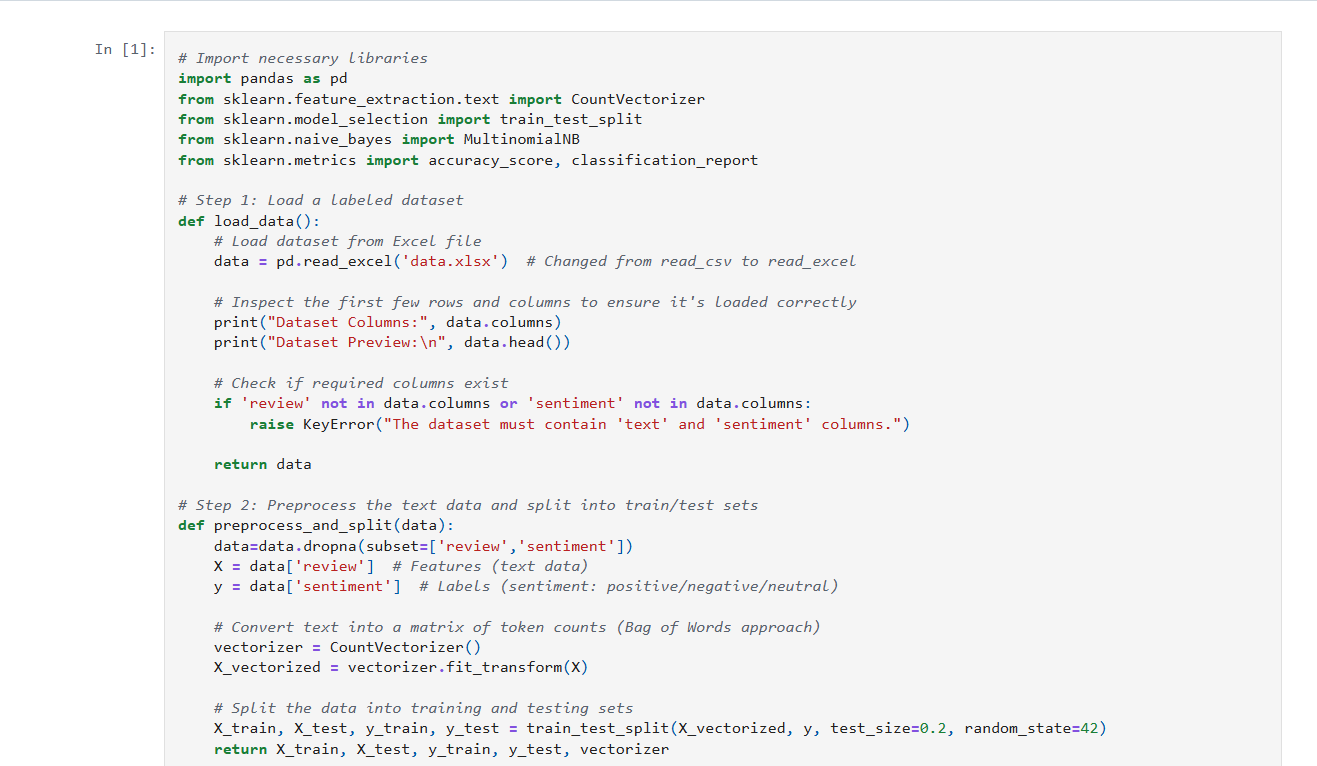 In [1]:
# Import necessary libraries
import pandas as pd
from sklearn.feature_extraction.text import CountVectorizer
from sklearn.model_selection import train_test_split
from sklearn.naive_bayes import MultinomialNB
from sklearn.metrics import accuracy_score, classification_report

# Step 1: Load a labeled dataset
def load_data():
    # Load dataset from Excel file
    data = pd.read_excel('data.xlsx')  # Changed from read_csv to read_excel

    # Inspect the first few rows and columns to ensure it's loaded correctly
    print("Dataset Columns:", data.columns)
    print("Dataset Preview:\n", data.head())

    # Check if required columns exist
    if 'review' not in data.columns or 'sentiment' not in data.columns:
        raise KeyError("The dataset must contain 'text' and 'sentiment' columns.")

    return data

# Step 2: Preprocess the text data and split into train/test sets
def preprocess_and_split(data):
    data=data.dropna(subset=['review','sentiment'])
    X = data['review']  # Features (text data)
    y = data['sentiment']  # Labels (sentiment: positive/negative/neutral)

    # Convert text into a matrix of token counts (Bag of Words approach)
    vectorizer = CountVectorizer()
    X_vectorized = vectorizer.fit_transform(X)

    # Split the data into training and testing sets
    X_train, X_test, y_train, y_test = train_test_split(X_vectorized, y, test_size=0.2, random_state=42)
    return X_train, X_test, y_train, y_test, vectorizer